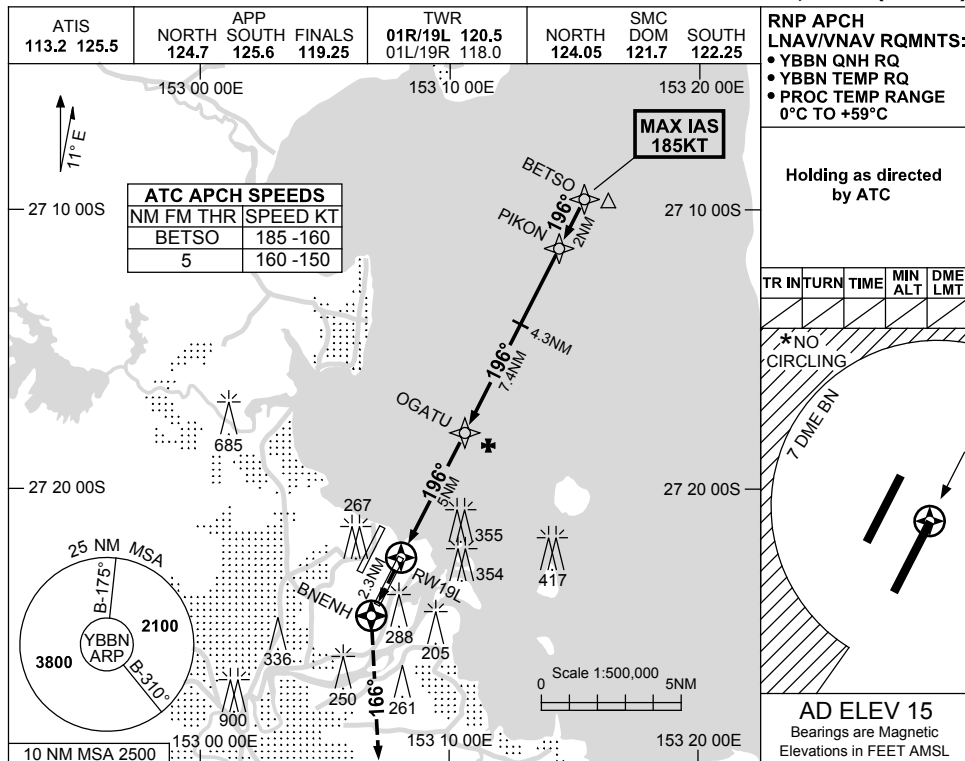 ATIS
113.2 125.5
APP
NORTH SOUTH FINALS
124.7 125.6 119.25
TWR
01R/19L 120.5
01L/19R 118.0
SMC
NORTH DOM SOUTH
124.05 121.7 122.25
RNP APCH
LNAV/VNAV RQMNTS:
• YBBN QNH RQ
• YBBN TEMP RQ
• PROC TEMP RANGE
0°C TO +59°C
Holding as directed
by ATC
TR IN TURN TIME MIN ALT DME LMT
*NO
CIRCLING
7 DME BN
AD ELEV 15
Bearings are Magnetic
Elevations in FEET AMSL
153 00 00E
153 10 00E
153 20 00E
11° E
MAX IAS
185KT
ATC APCH SPEEDS
NM FM THR SPEED KT
BETSO 185 -160
5 160 -150
27 10 00S
27 10 00S
BETSO
196°
2NM
PIKON
4.3NM
196°
7.4NM
OGATU
685
27 20 00S
27 20 00S
196°
5NM
267
355
354
417
RW19L
2.3NM
BNENH
288
205
336
250
261
900
166°
25 NM MSA
B-175°
2100
YBBN
ARP
3800
B-310°
Scale 1:500,000
0 5NM
10 NM MSA 2500
153 00 00E
153 10 00E
153 20 00E